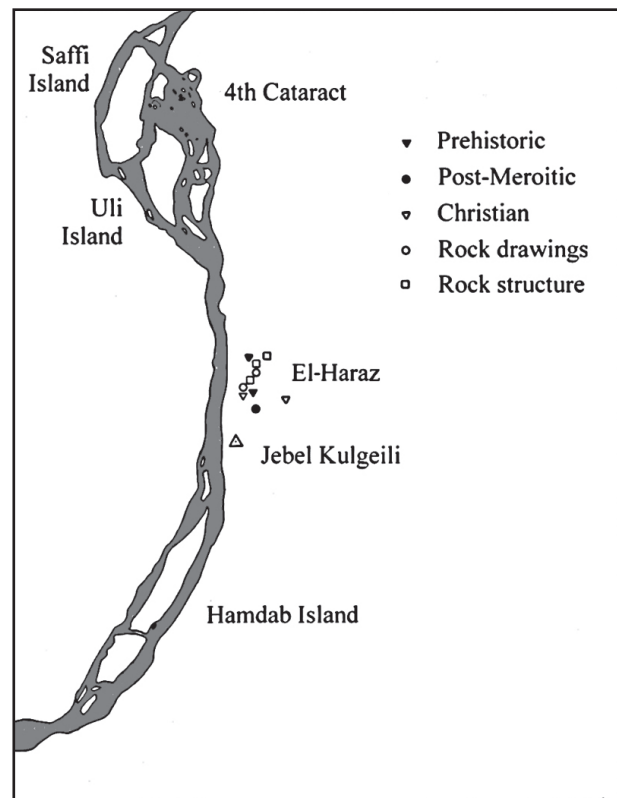 Saffi
Island
4th Cataract
Prehistoric
Post-Meroitic
Christian
Rock drawings
Rock structure
Uli
Island
El-Haraz
Jebel Kulgeili
Hamdab Island